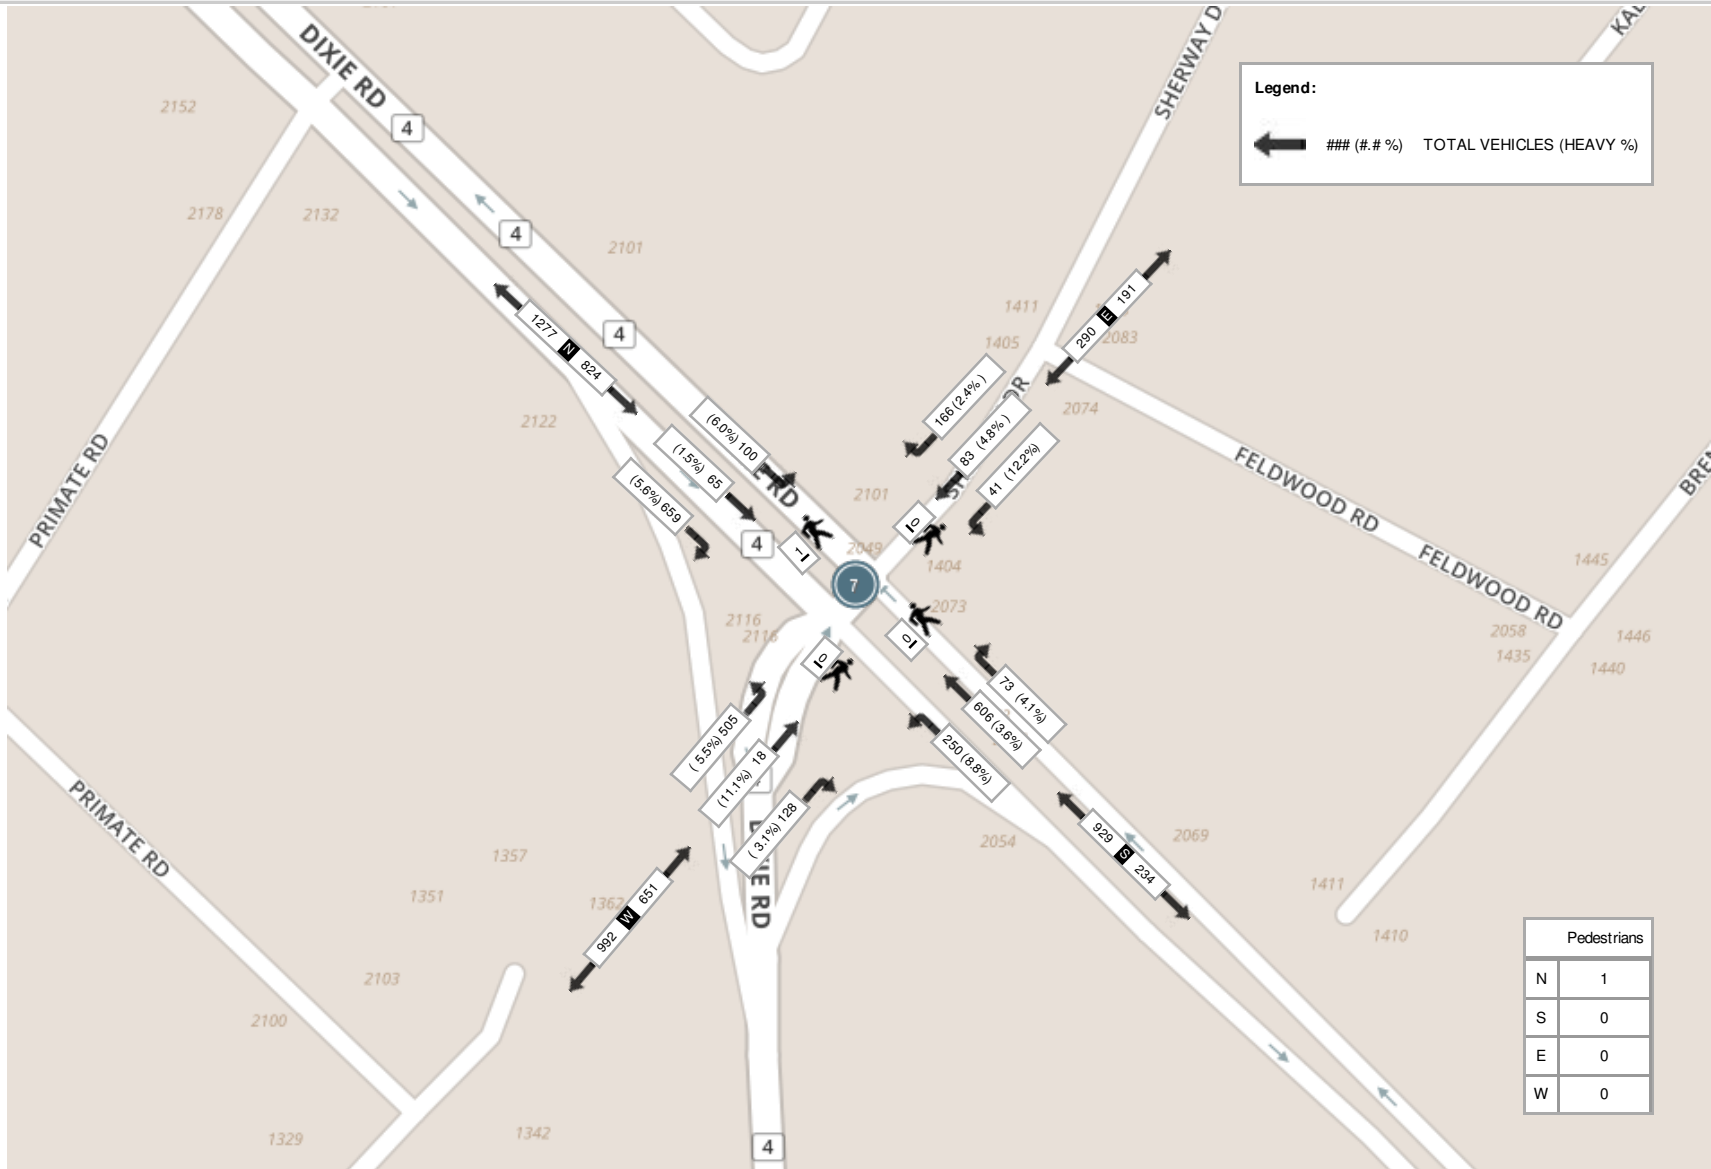 DIXIE RD
SHERWAY D
KAL
Legend:
### (#.# %) TOTAL VEHICLES (HEAVY %)
2152
4
2178
2132
4
2101
4
1277 N 824
290 E 191
1411
2083
1405
2074
DR
166 (2.4% )
83 (4.8% )
41 (12.2%)
(6.0%) 100
(1.5%) 65
(5.6%) 659
E RD
2122
PRIMATE RD
FELDWOOD RD
BREN
2101
0
1
4
2049
7
1404
2073
FELDWOOD RD
1445
2058
1435
1446
1440
2116
2116
0
0
73 (4.1%)
606 (3.6%)
250 (8.8%)
( 5.5%) 505
(11.1%) 18
( 3.1%) 128
PRIMATE RD
IE RD
929 S 234
2069
2054
1357
1351
1362
992 W 651
1411
1410
2103
2100
1329
1342
4
Pedestrians
N 1
S 0
E 0
W 0